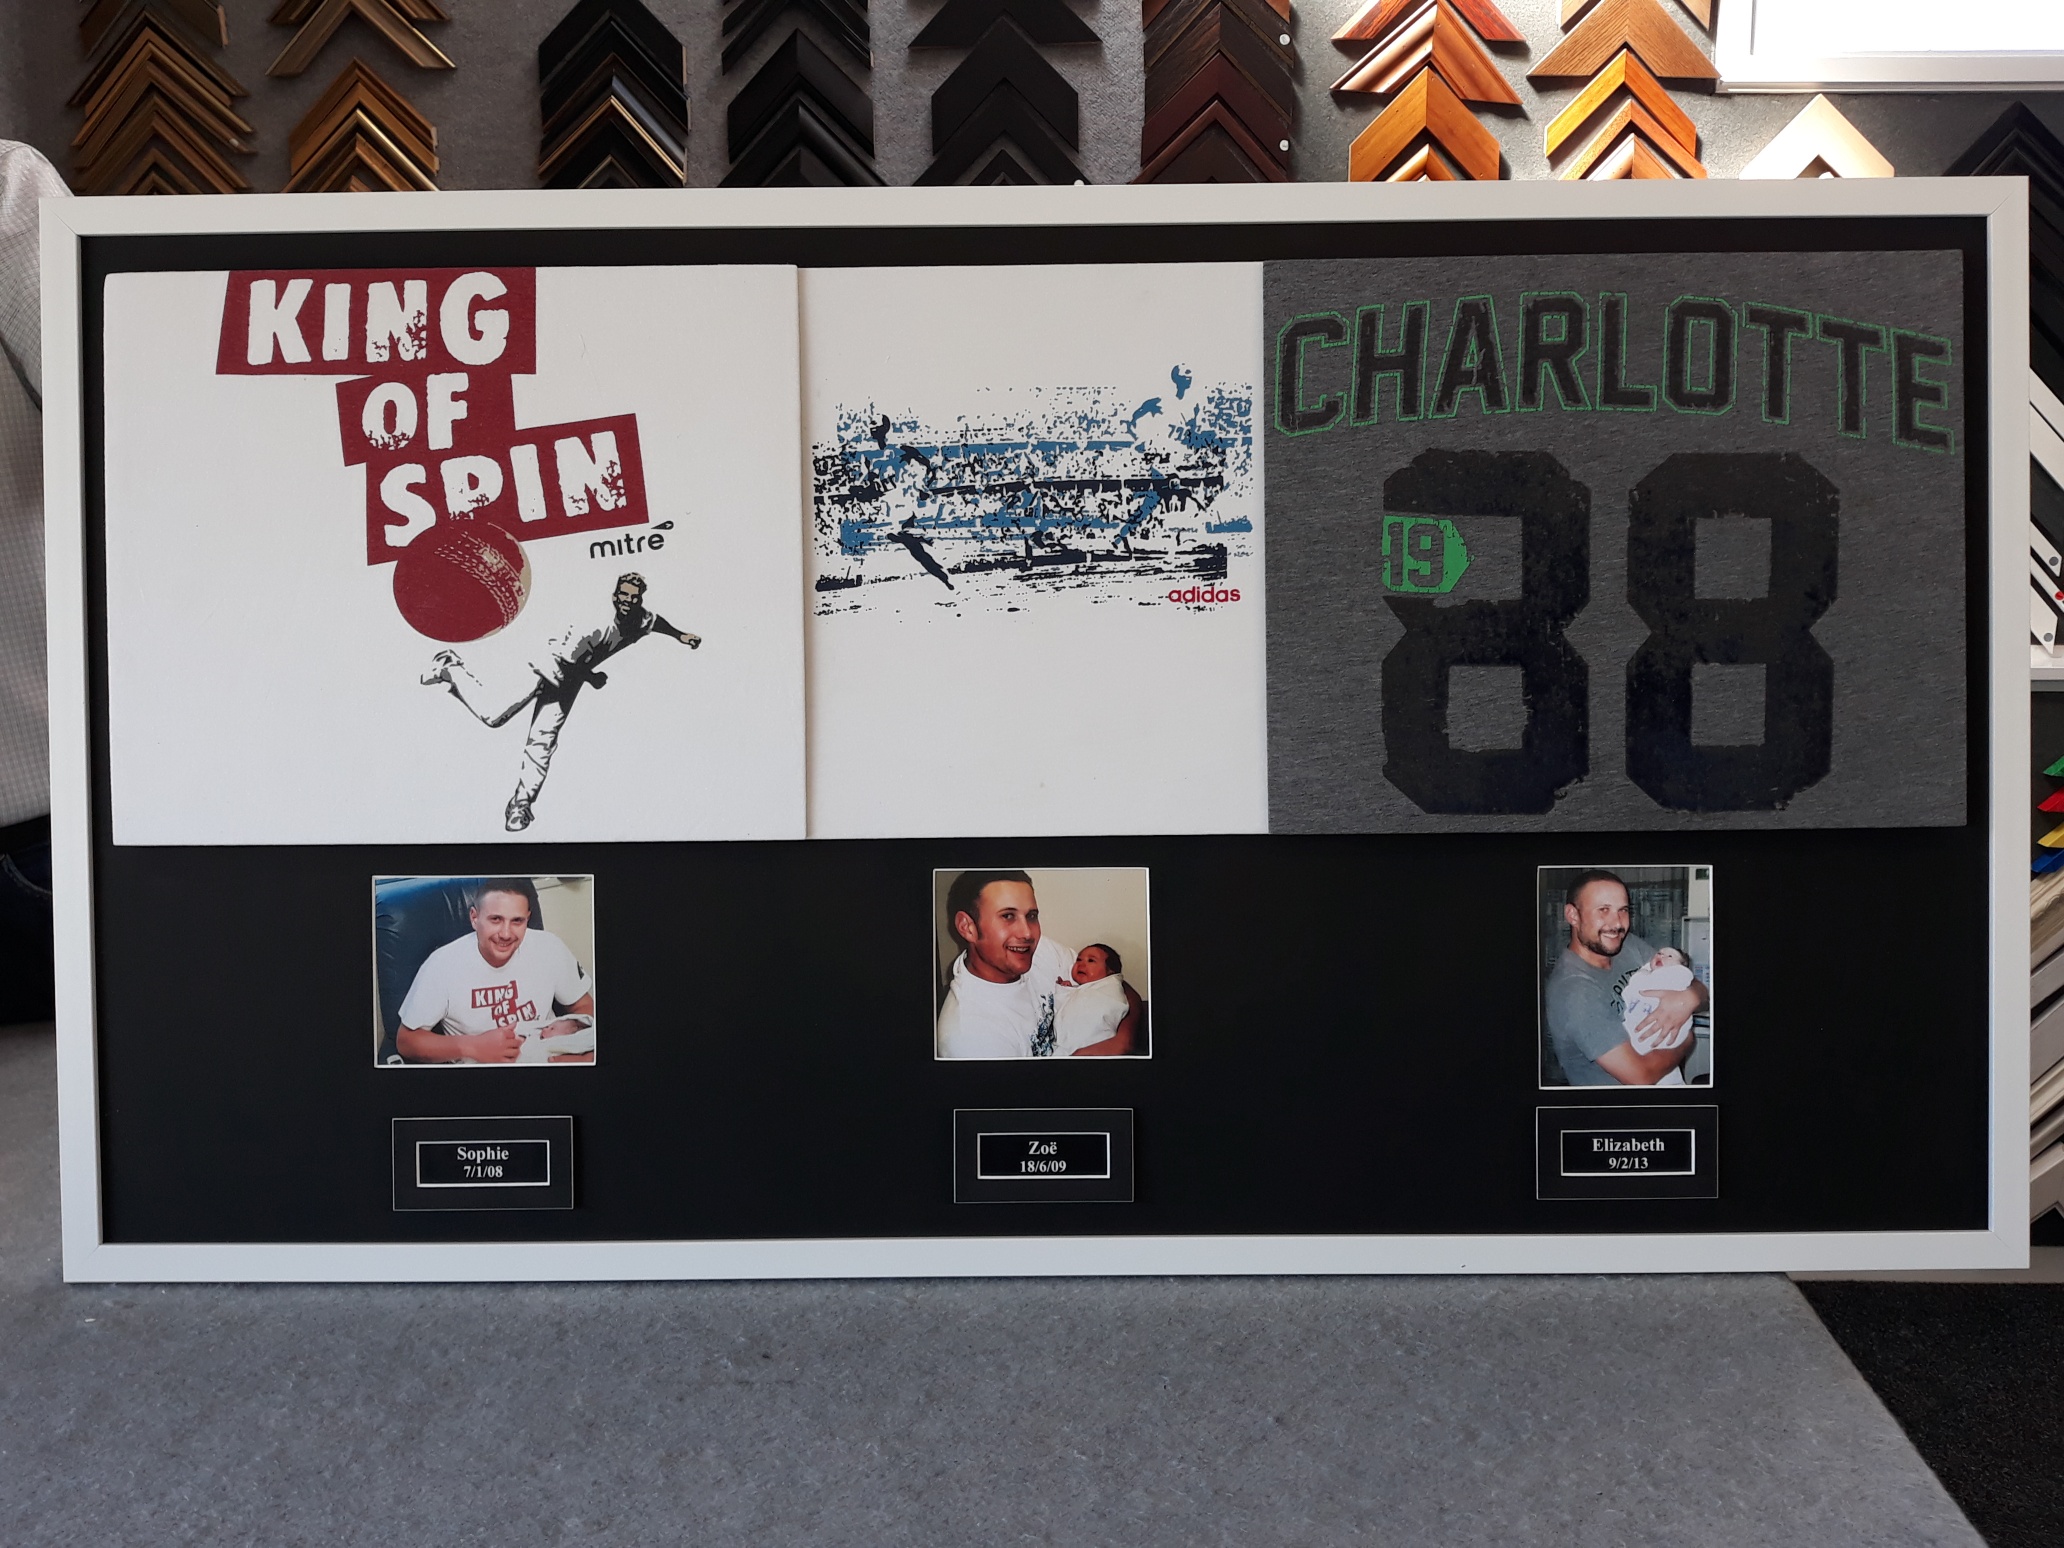 KING
OF
SPIN
mitre
adidas
CHARLOTTE
19
88
KING
OF
SPIN
Sophie
7/1/08
Zoë
18/6/09
Elizabeth
9/2/13